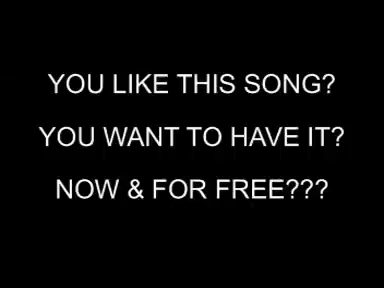 YOU LIKE THIS SONG?
YOU WANT TO HAVE IT?
NOW & FOR FREE???